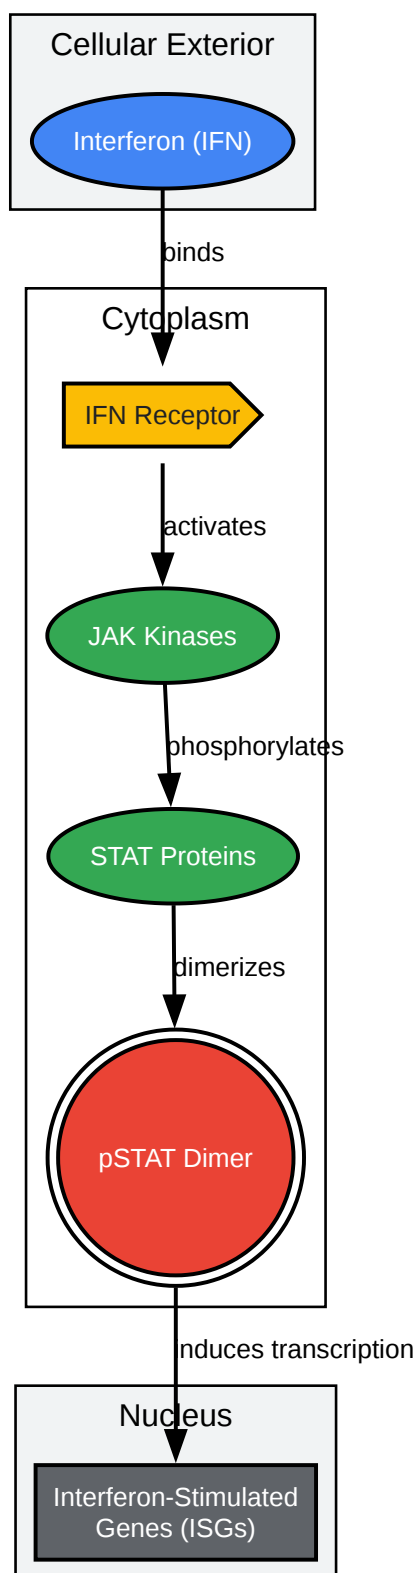 Cellular Exterior
Interferon (IFN)
binds
Cytoplasm
IFN Receptor
activates
JAK Kinases
phosphorylates
STAT Proteins
dimerizes
pSTAT Dimer
induces transcription
Nucleus
Interferon-Stimulated
Genes (ISGs)